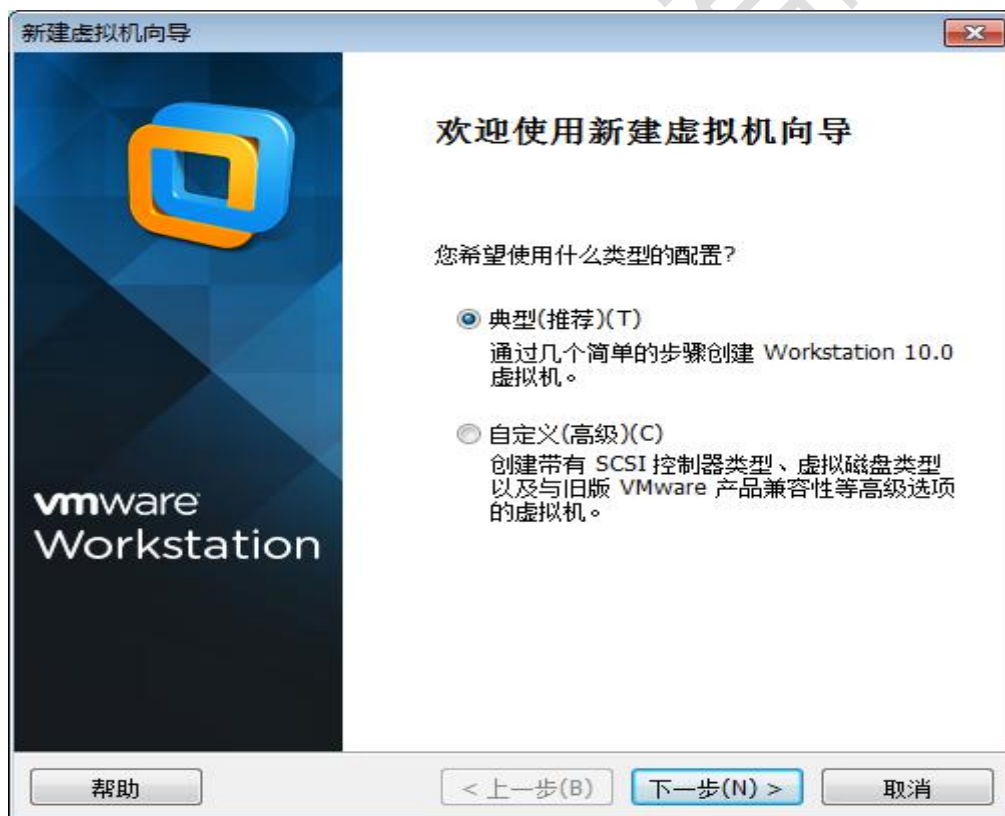 新建虚拟机向导
欢迎使用新建虚拟机向导
您希望使用什么类型的配置?
典型(推荐)(T)
通过几个简单的步骤创建 Workstation 10.0
虚拟机。
自定义(高级)(C)
创建带有 SCSI 控制器类型、虚拟磁盘类型
以及与旧版 VMware 产品兼容性等高级选项
的虚拟机。
vmware
Workstation
帮助
< 上一步(B)
下一步(N) >
取消